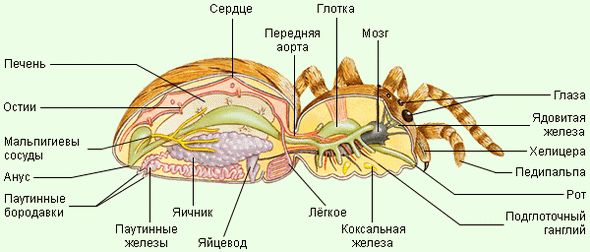 Сердце
Глотка
Передняя
аорта
Мозг
Печень
Остии
Мальпигиевы
сосуды
Анус
Паутинные
бородавки
Паутинные
железы
Яичник
Яйцевод
Лёгкое
Коксальная
железа
Глаза
Ядовитая
железа
Хелицера
Педипальпа
Рот
Подглоточный
ганглий